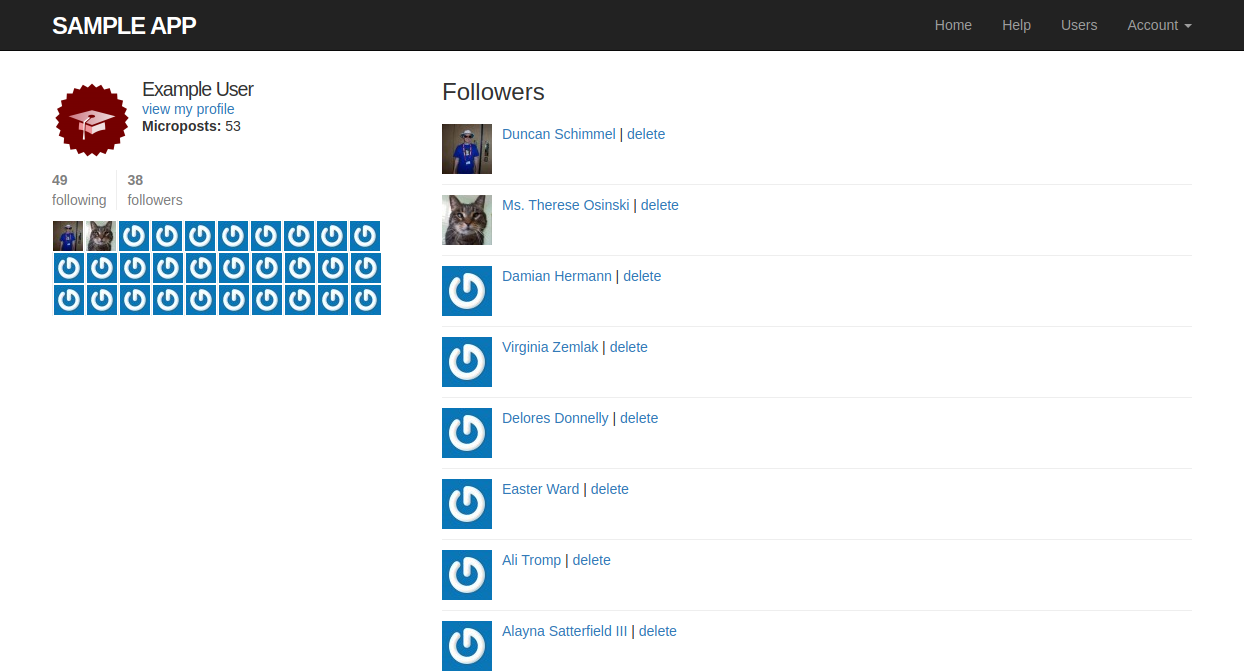 SAMPLE APP
Home Help Users Account
Example User
view my profile
Microposts: 53
49 following
38 followers
Followers
Duncan Schimmel | delete
Ms. Therese Osinski | delete
Damian Hermann | delete
Virginia Zemlak | delete
Delores Donnelly | delete
Easter Ward | delete
Ali Tromp | delete
Alayna Satterfield III | delete